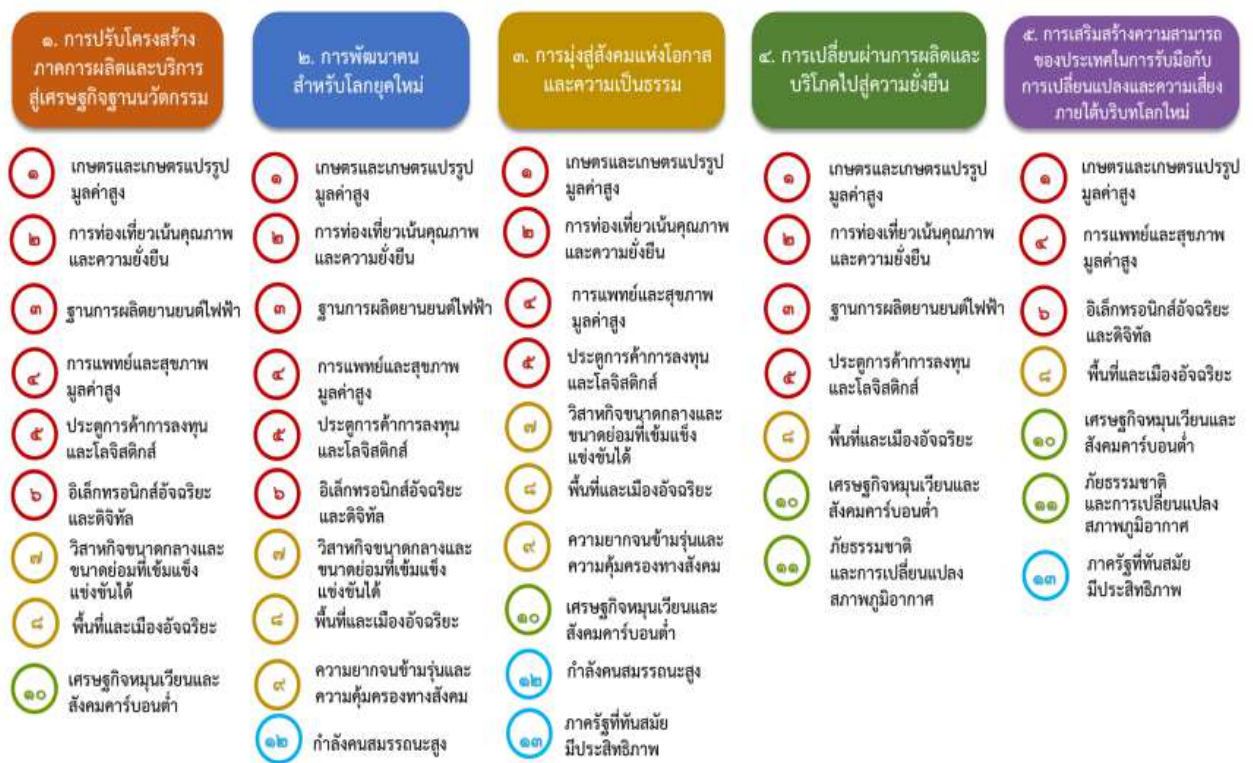 ๑. การปรับโครงสร้าง
ภาคการผลิตและบริการ
สู่เศรษฐกิจฐานนวัตกรรม
๑
เกษตรและเกษตรแปรรูป
มูลค่าสูง
๒
การท่องเที่ยวเน้นคุณภาพ
และความยั่งยืน
๓
ฐานการผลิตยานยนต์ไฟฟ้า
๔
การแพทย์และสุขภาพ
มูลค่าสูง
๕
ประตูการค้าการลงทุน
และโลจิสติกส์
๖
อิเล็กทรอนิกส์อัจฉริยะ
และดิจิทัล
๗
วิสาหกิจขนาดกลางและ
ขนาดย่อมที่เข้มแข็ง
แข่งขันได้
๘
พื้นที่และเมืองอัจฉริยะ
๑๐
เศรษฐกิจหมุนเวียนและ
สังคมคาร์บอนต่ำ
๒. การพัฒนาคน
สำหรับโลกยุคใหม่
๑
เกษตรและเกษตรแปรรูป
มูลค่าสูง
๒
การท่องเที่ยวเน้นคุณภาพ
และความยั่งยืน
๓
ฐานการผลิตยานยนต์ไฟฟ้า
๔
การแพทย์และสุขภาพ
มูลค่าสูง
๕
ประตูการค้าการลงทุน
และโลจิสติกส์
๖
อิเล็กทรอนิกส์อัจฉริยะ
และดิจิทัล
๗
วิสาหกิจขนาดกลางและ
ขนาดย่อมที่เข้มแข็ง
แข่งขันได้
๘
พื้นที่และเมืองอัจฉริยะ
๙
ความยากจนข้ามรุ่นและ
ความคุ้มครองทางสังคม
๑๒
กำลังคนสมรรถนะสูง
๓. การมุ่งสู่สังคมแห่งโอกาส
และความเป็นธรรม
๑
เกษตรและเกษตรแปรรูป
มูลค่าสูง
๒
การท่องเที่ยวเน้นคุณภาพ
และความยั่งยืน
๔
การแพทย์และสุขภาพ
มูลค่าสูง
๕
ประตูการค้าการลงทุน
และโลจิสติกส์
๗
วิสาหกิจขนาดกลางและ
ขนาดย่อมที่เข้มแข็ง
แข่งขันได้
๘
พื้นที่และเมืองอัจฉริยะ
๙
ความยากจนข้ามรุ่นและ
ความคุ้มครองทางสังคม
๑๐
เศรษฐกิจหมุนเวียนและ
สังคมคาร์บอนต่ำ
๑๒
กำลังคนสมรรถนะสูง
๑๓
ภาครัฐที่ทันสมัย
มีประสิทธิภาพ
๔. การเปลี่ยนผ่านการผลิตและ
บริโภคไปสู่ความยั่งยืน
๑
เกษตรและเกษตรแปรรูป
มูลค่าสูง
๒
การท่องเที่ยวเน้นคุณภาพ
และความยั่งยืน
๓
ฐานการผลิตยานยนต์ไฟฟ้า
๕
ประตูการค้าการลงทุน
และโลจิสติกส์
๘
พื้นที่และเมืองอัจฉริยะ
๑๐
เศรษฐกิจหมุนเวียนและ
สังคมคาร์บอนต่ำ
๑๑
ภัยธรรมชาติ
และการเปลี่ยนแปลง
สภาพภูมิอากาศ
๕. การเสริมสร้างความสามารถ
ของประเทศในการรับมือกับ
การเปลี่ยนแปลงและความเสี่ยง
ภายใต้บริบทโลกใหม่
๑
เกษตรและเกษตรแปรรูป
มูลค่าสูง
๔
การแพทย์และสุขภาพ
มูลค่าสูง
๖
อิเล็กทรอนิกส์อัจฉริยะ
และดิจิทัล
๘
พื้นที่และเมืองอัจฉริยะ
๑๐
เศรษฐกิจหมุนเวียนและ
สังคมคาร์บอนต่ำ
๑๑
ภัยธรรมชาติ
และการเปลี่ยนแปลง
สภาพภูมิอากาศ
๑๓
ภาครัฐที่ทันสมัย
มีประสิทธิภาพ